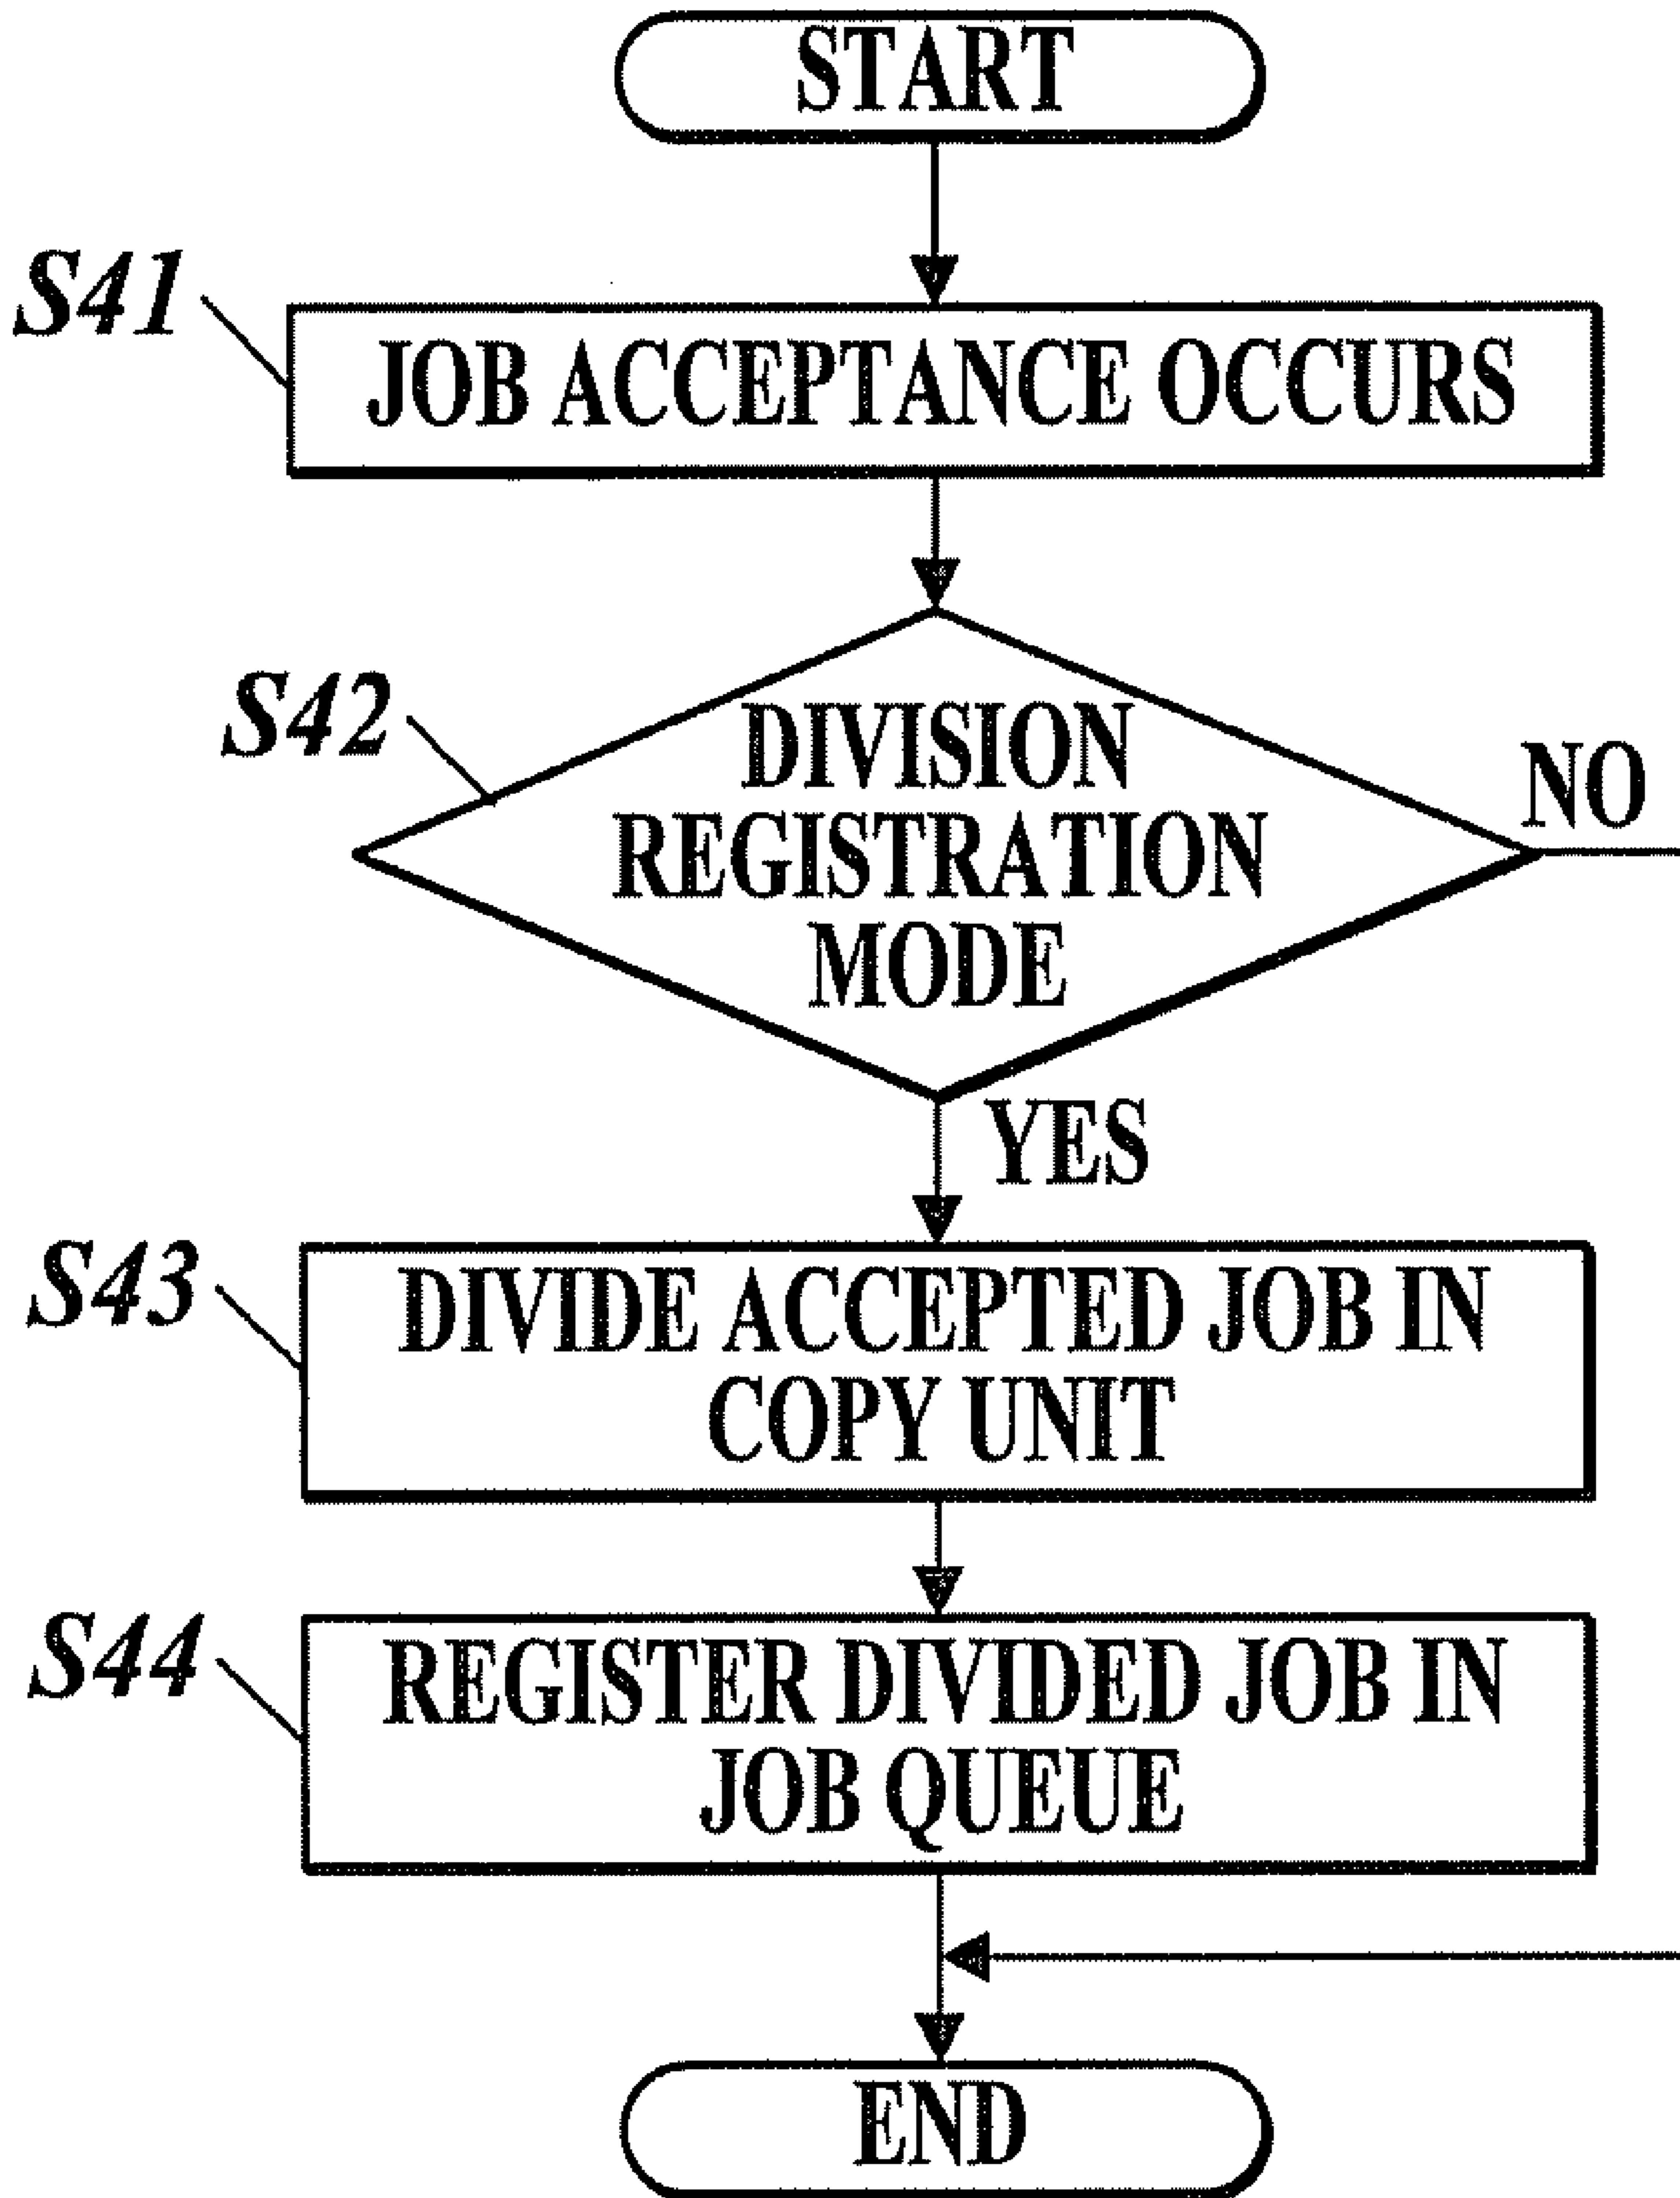 START
S41
JOB ACCEPTANCE OCCURS
S42
DIVISION
REGISTRATION
MODE
NO
YES
S43
DIVIDE ACCEPTED JOB IN
COPY UNIT
S44
REGISTER DIVIDED JOB IN
JOB QUEUE
END